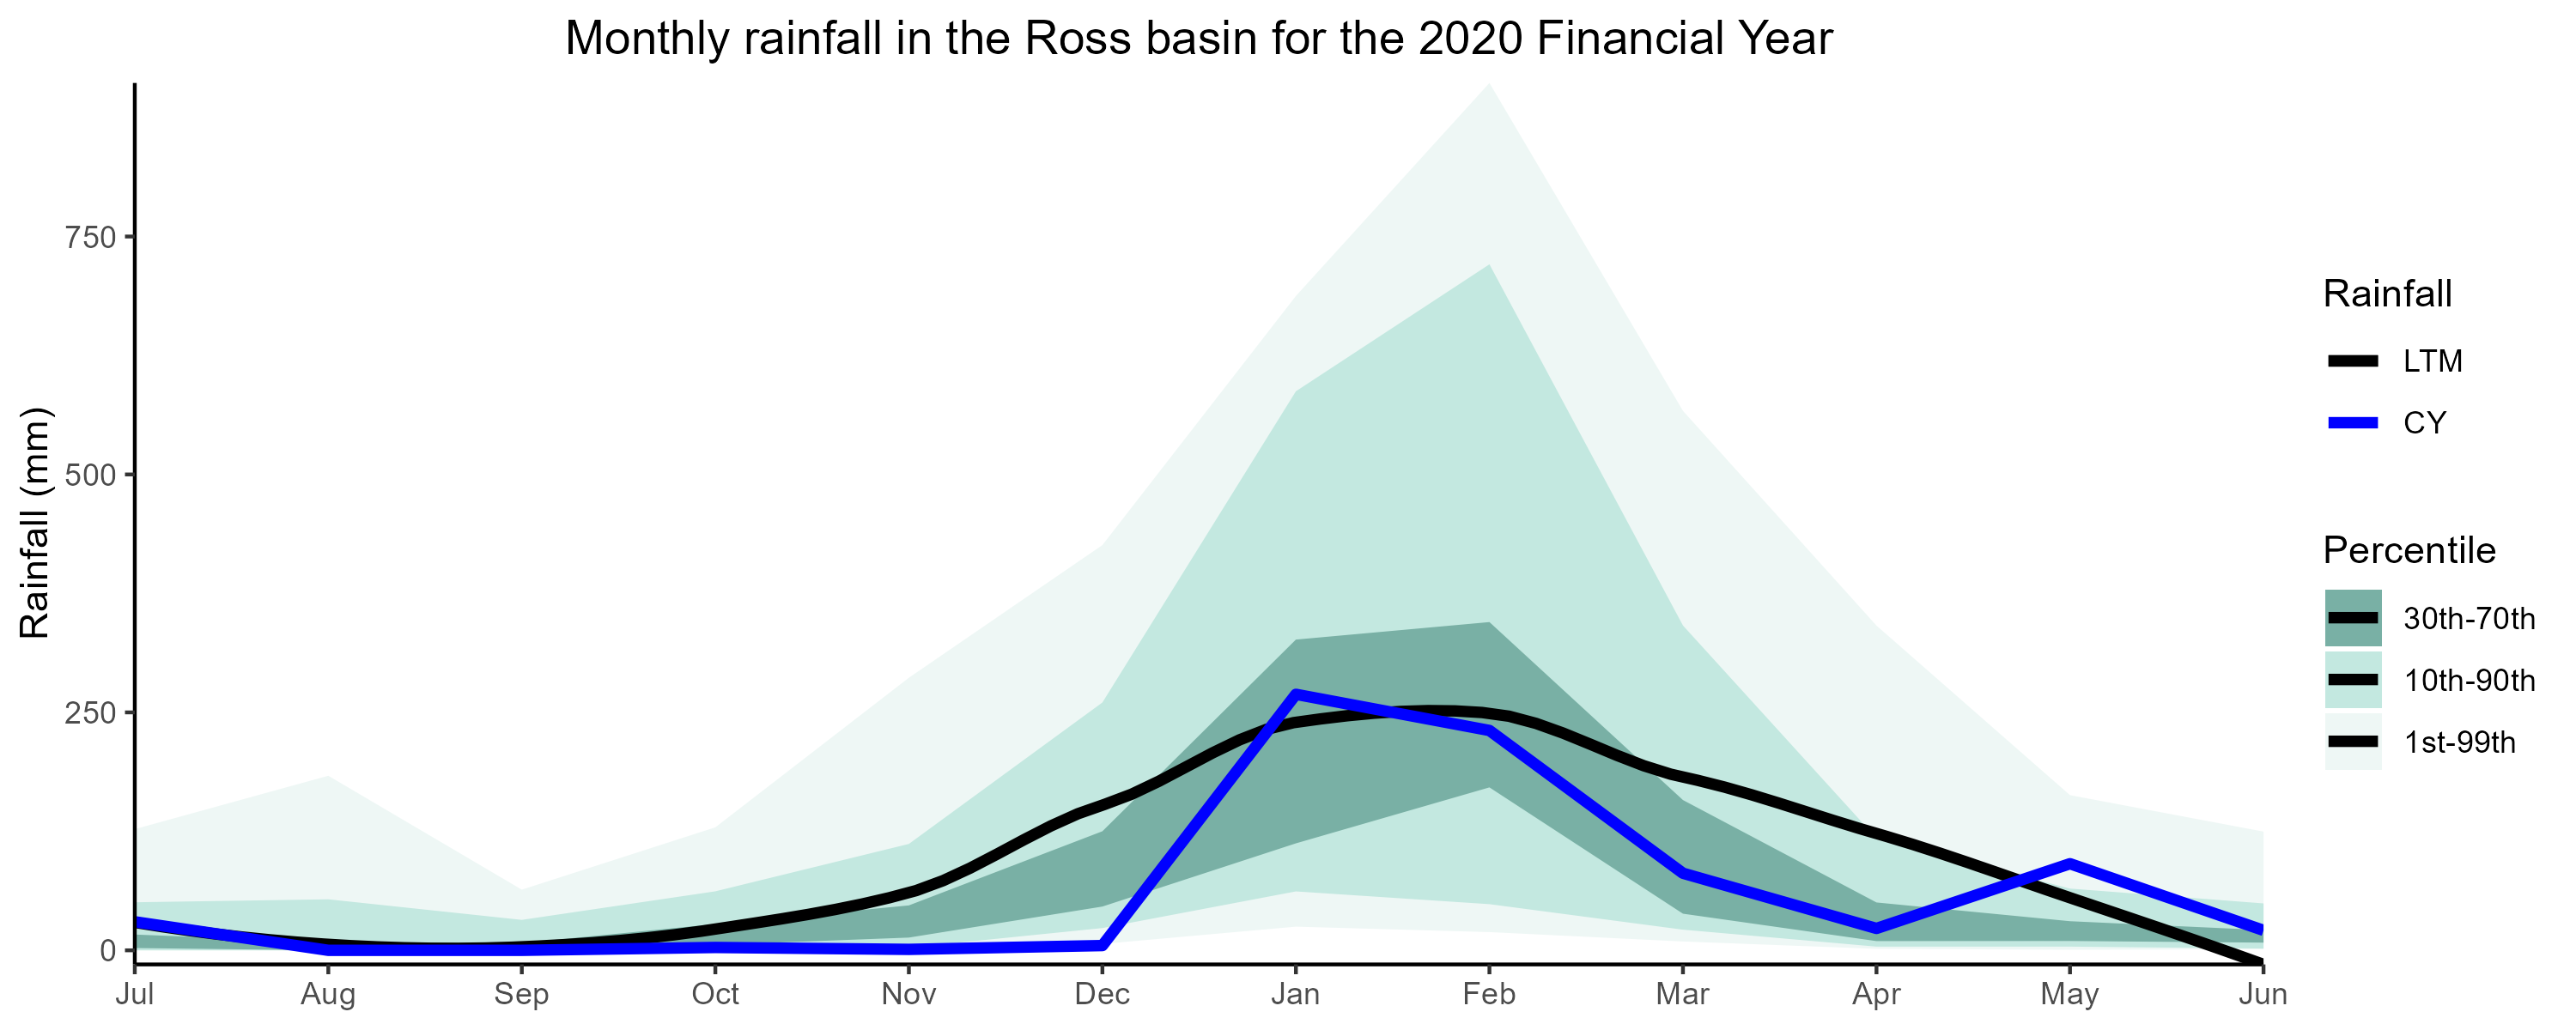 Monthly rainfall in the Ross basin for the 2020 Financial Year
Rainfall (mm)
750
500
250
0
Jul Aug Sep Oct Nov Dec Jan Feb Mar Apr May Jun
Rainfall
LTM
CY
Percentile
30th-70th
10th-90th
1st-99th